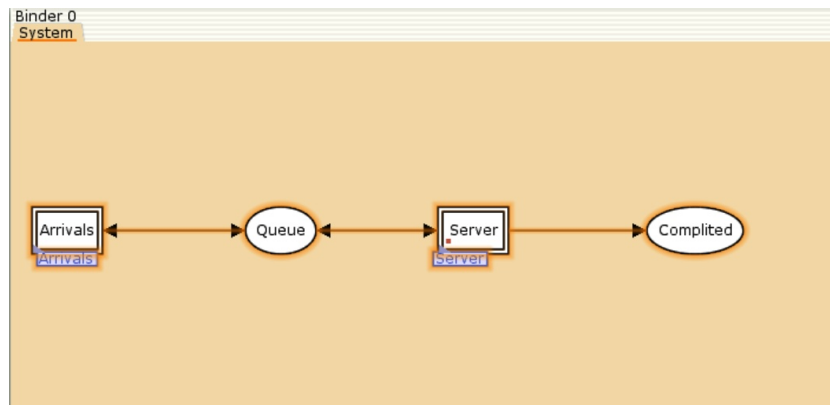 Binder 0
System
Arrivals
Queue
Server
Complited
Arrivals
Server